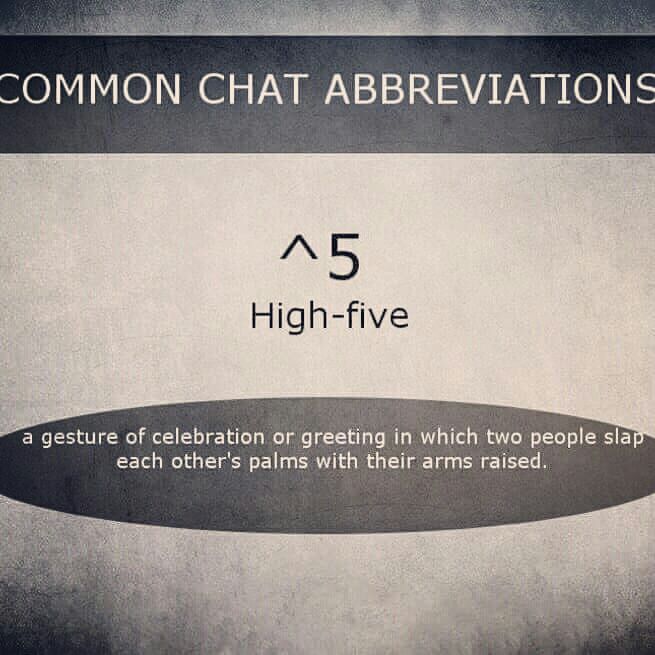 COMMON CHAT ABBREVIATIONS
^5
High-five
a gesture of celebration or greeting in which two people slap
each other's palms with their arms raised.